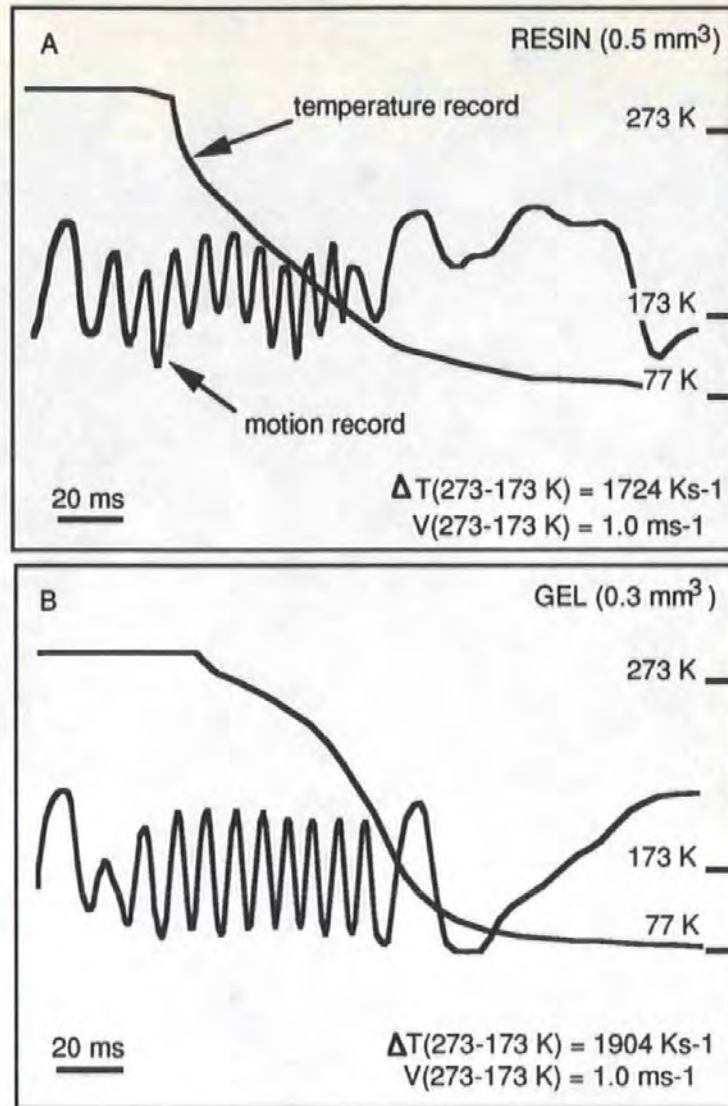 A
RESIN (0.5 mm3)
temperature record
273 K
173 K
77 K
motion record
20 ms
Δ T(273-173 K) = 1724 Ks-1
V(273-173 K) = 1.0 ms-1
B
GEL (0.3 mm3)
273 K
173 K
77 K
20 ms
ΔT(273-173 K) = 1904 Ks-1
V(273-173 K) = 1.0 ms-1